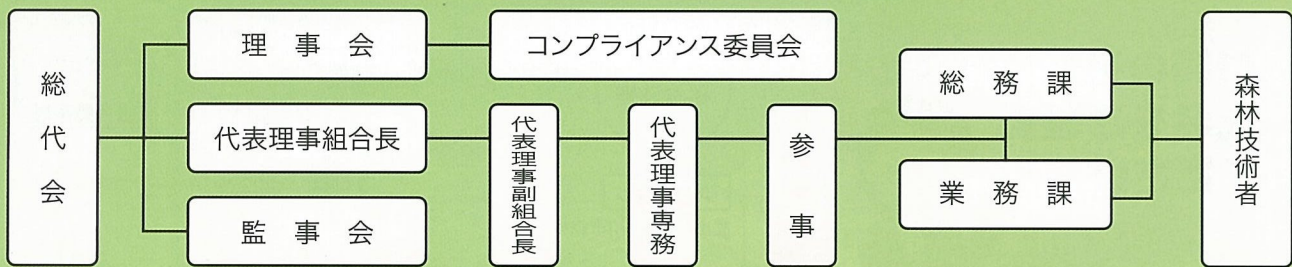 総代会
理事会
コンプライアンス委員会
代表理事組合長
代表理事副組合長
代表理事専務
参事
監事会
総務課
業務課
森林技術者